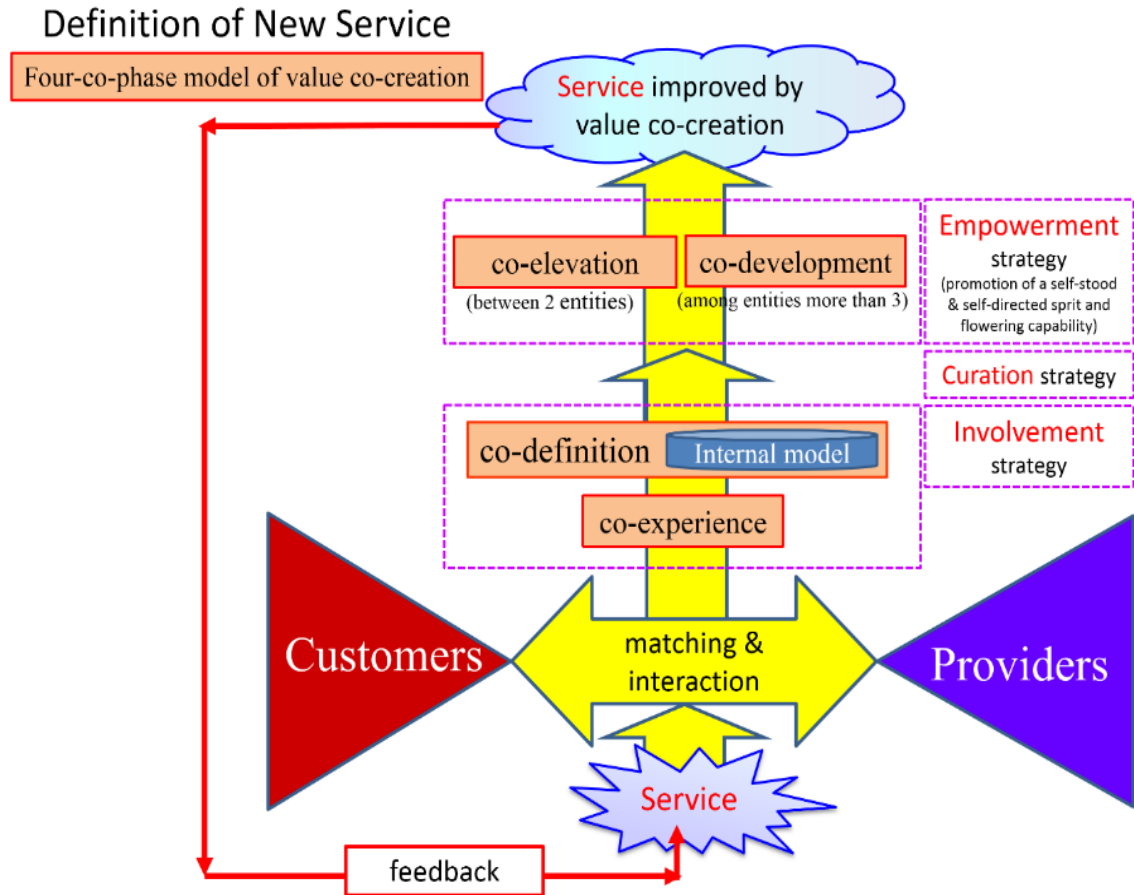 Definition of New Service
Four-co-phase model of value co-creation
Service improved by
value co-creation
co-elevation
(between 2 entities)
co-development
(among entities more than 3)
Empowerment
strategy
(promotion of a self-stood
& self-directed sprit and
flowering capability)
Curation strategy
co-definition
Internal model
Involvement
strategy
co-experience
Customers
matching &
interaction
Providers
Service
feedback